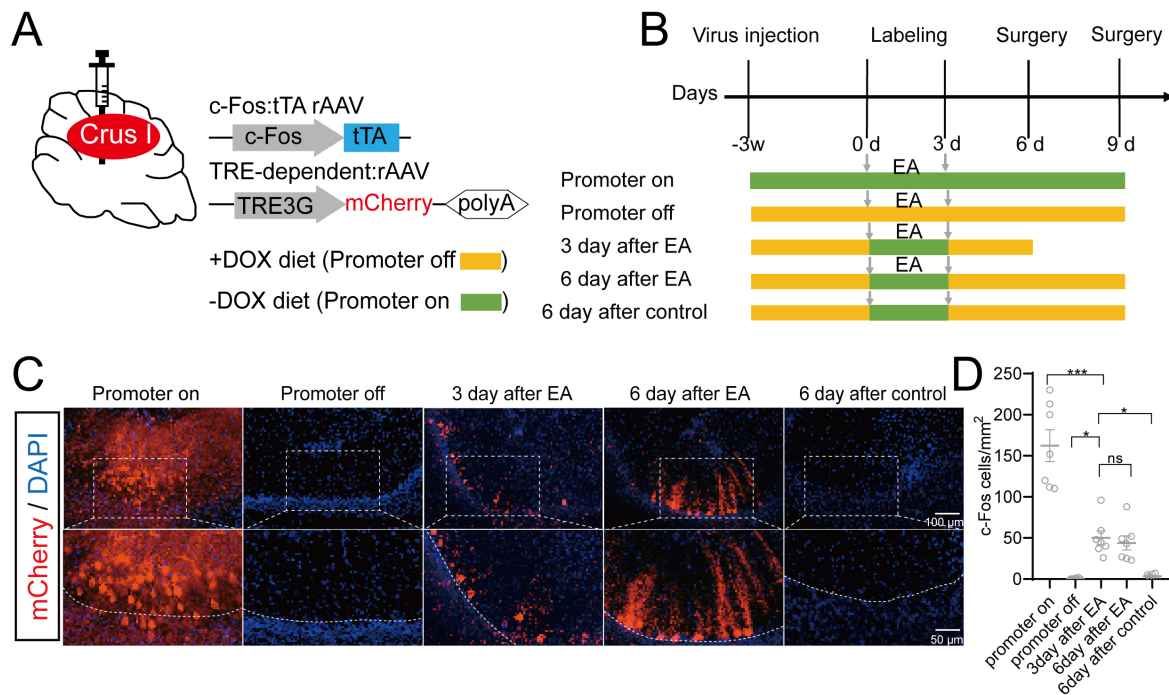 A
Crus I
c-Fos:tTA rAAV
c-Fos
tTA
TRE-dependent:rAAV
TRE3G
mCherry
polyA
+DOX diet (Promoter off )
-DOX diet (Promoter on )
B
Virus injection Labeling Surgery Surgery
Days
-3w 0 d 3 d 6 d 9 d
EA
Promoter on
EA
Promoter off
EA
3 day after EA
EA
6 day after EA
6 day after control
C
Promoter on Promoter off 3 day after EA 6 day after EA 6 day after control
mCherry / DAPI
100 µm
50 µm
D
c-Fos cells/mm²
250
200
150
100
50
0
***
*
*
ns
promoter on
promoter off
3day after EA
6day after EA
6day after control